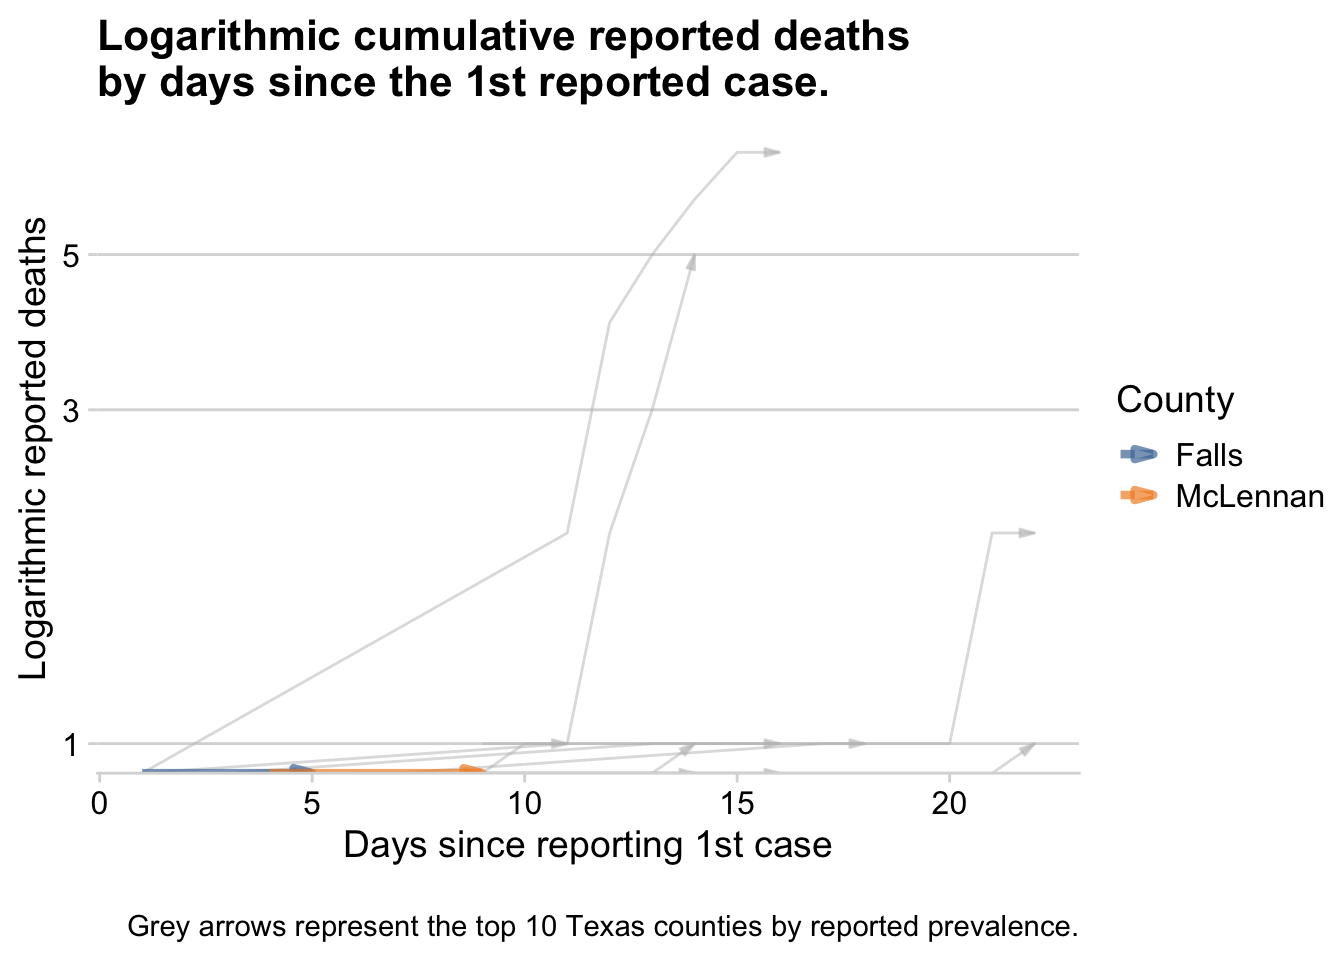 Logarithmic cumulative reported deaths
by days since the 1st reported case.
Logarithmic reported deaths
5
3
1
0 5 10 15 20
Days since reporting 1st case
County
Falls
McLennan
Grey arrows represent the top 10 Texas counties by reported prevalence.